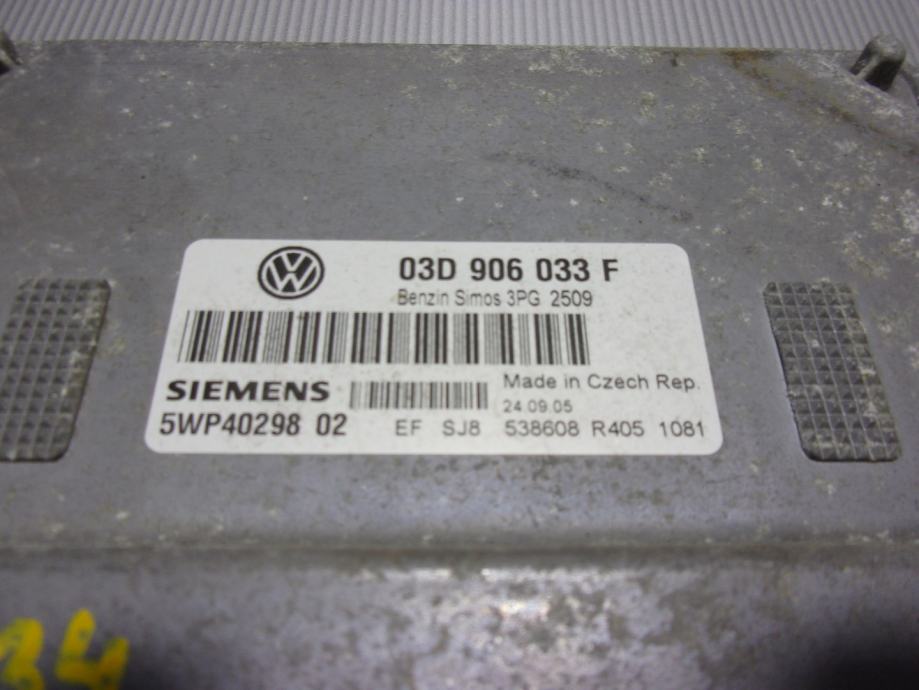 03D 906 033 F
Benzin Simos 3PG 2509
SIEMENS
Made in Czech Rep.
24.09.05
5WP40298 02 EF SJ8 538608 R405 1081